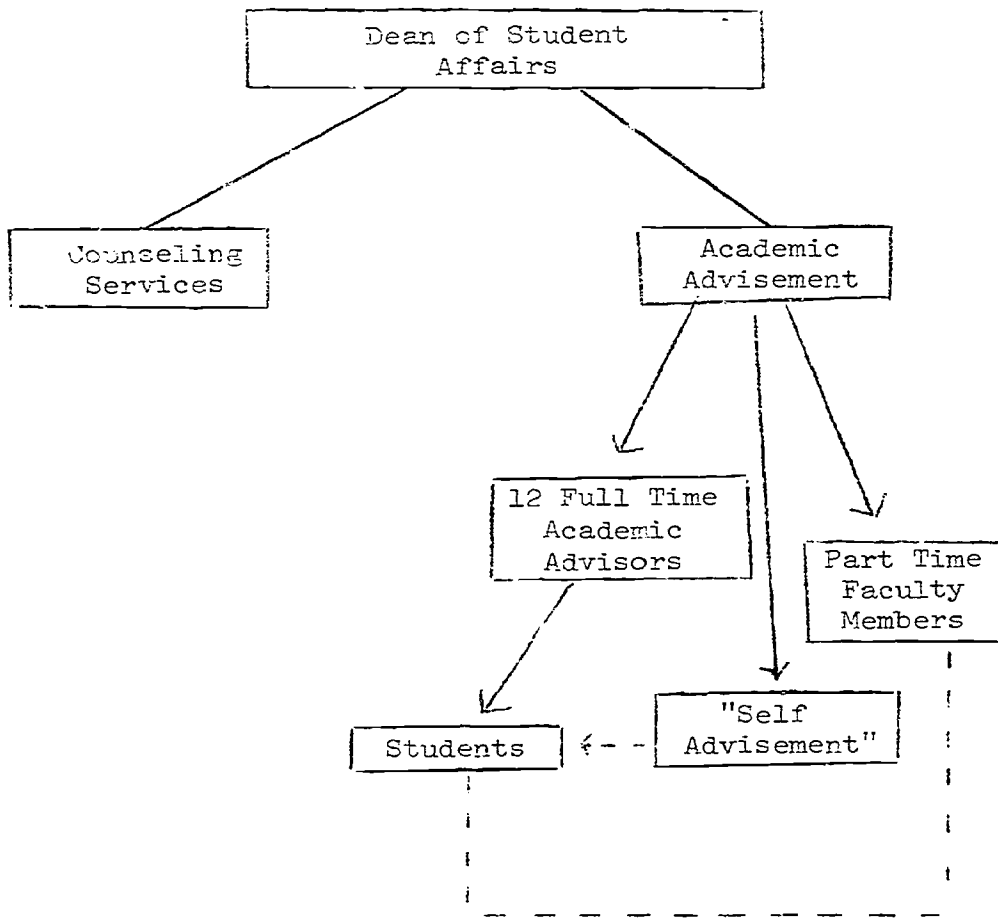 Dean of Student
Affairs
Counseling
Services
Academic
Advisement
12 Full Time
Academic
Advisors
Part Time
Faculty
Members
"Self
Advisement"
Students